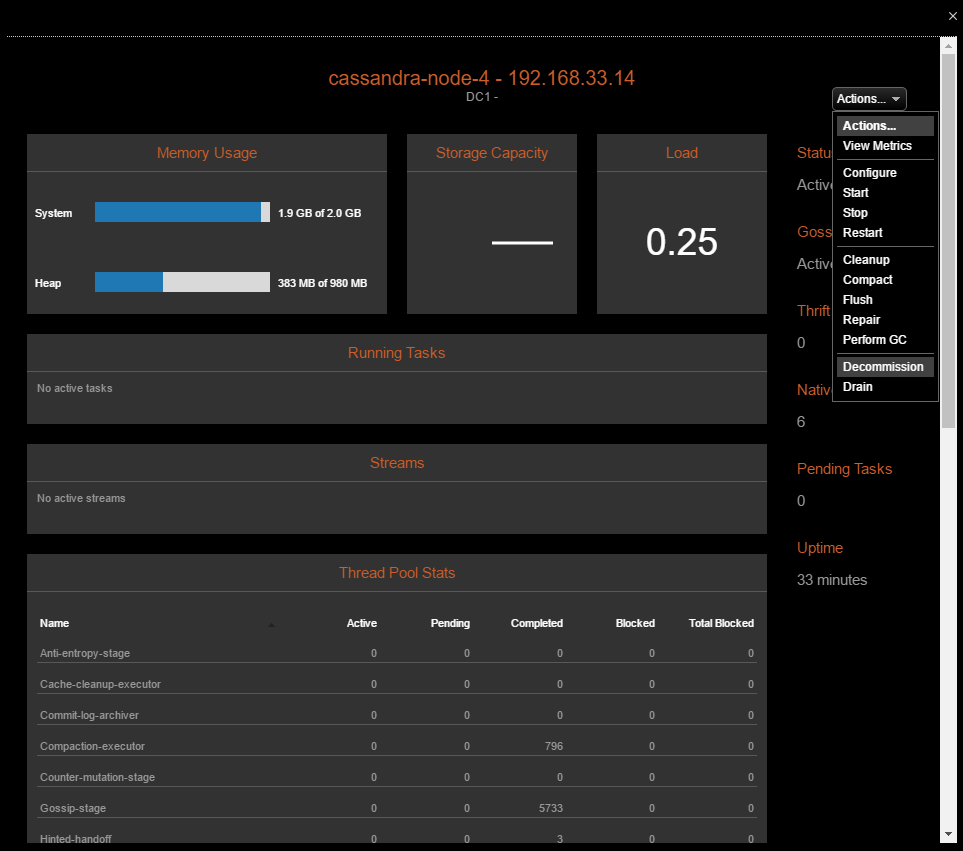 ×
cassandra-node-4 - 192.168.33.14
DC1 -
Actions...
Actions...
View Metrics
Configure
Start
Stop
Restart
Cleanup
Compact
Flush
Repair
Perform GC
Decommission
Drain
Memory Usage
System 1.9 GB of 2.0 GB
Heap 383 MB of 980 MB
Storage Capacity
Load
0.25
Statu
Active
Goss
Active
Thrift
0
Nativ
6
Pending Tasks
0
Uptime
33 minutes
Running Tasks
No active tasks
Streams
No active streams
Thread Pool Stats
Name Active Pending Completed Blocked Total Blocked
Anti-entropy-stage 0 0 0 0 0
Cache-cleanup-executor 0 0 0 0 0
Commit-log-archiver 0 0 0 0 0
Compaction-executor 0 0 796 0 0
Counter-mutation-stage 0 0 0 0 0
Gossip-stage 0 0 5733 0 0
Hinted-handoff 0 0 3 0 0